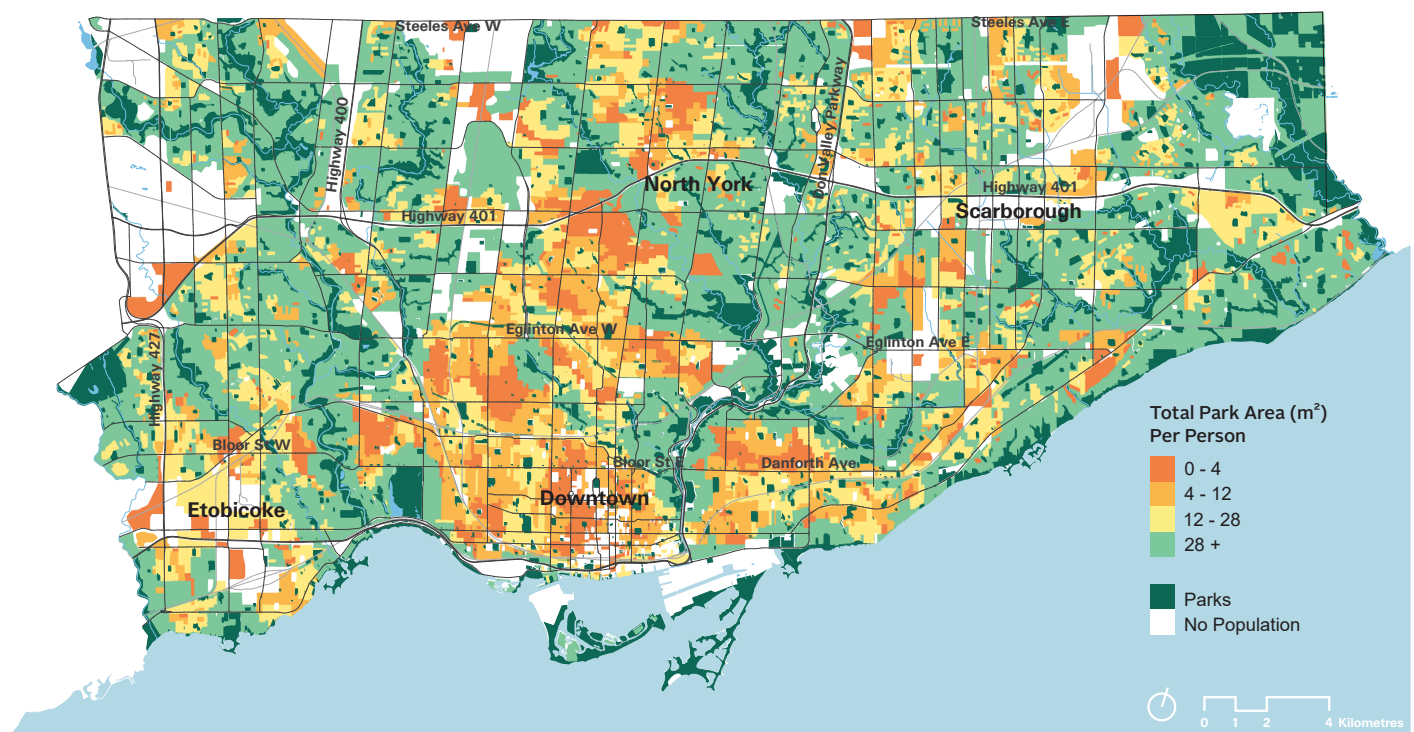 Steeles Ave W
Steeles Ave E
Highway 400
Don Valley Parkway
North York
Highway 401
Scarborough
Highway 401
Eglinton Ave W
Eglinton Ave E
Highway 427
Bloor St W
Bloor St E
Danforth Ave
Downtown
Etobicoke
Total Park Area (m²)
Per Person
0 - 4
4 - 12
12 - 28
28 +
Parks
No Population
0 1 2 4 Kilometres